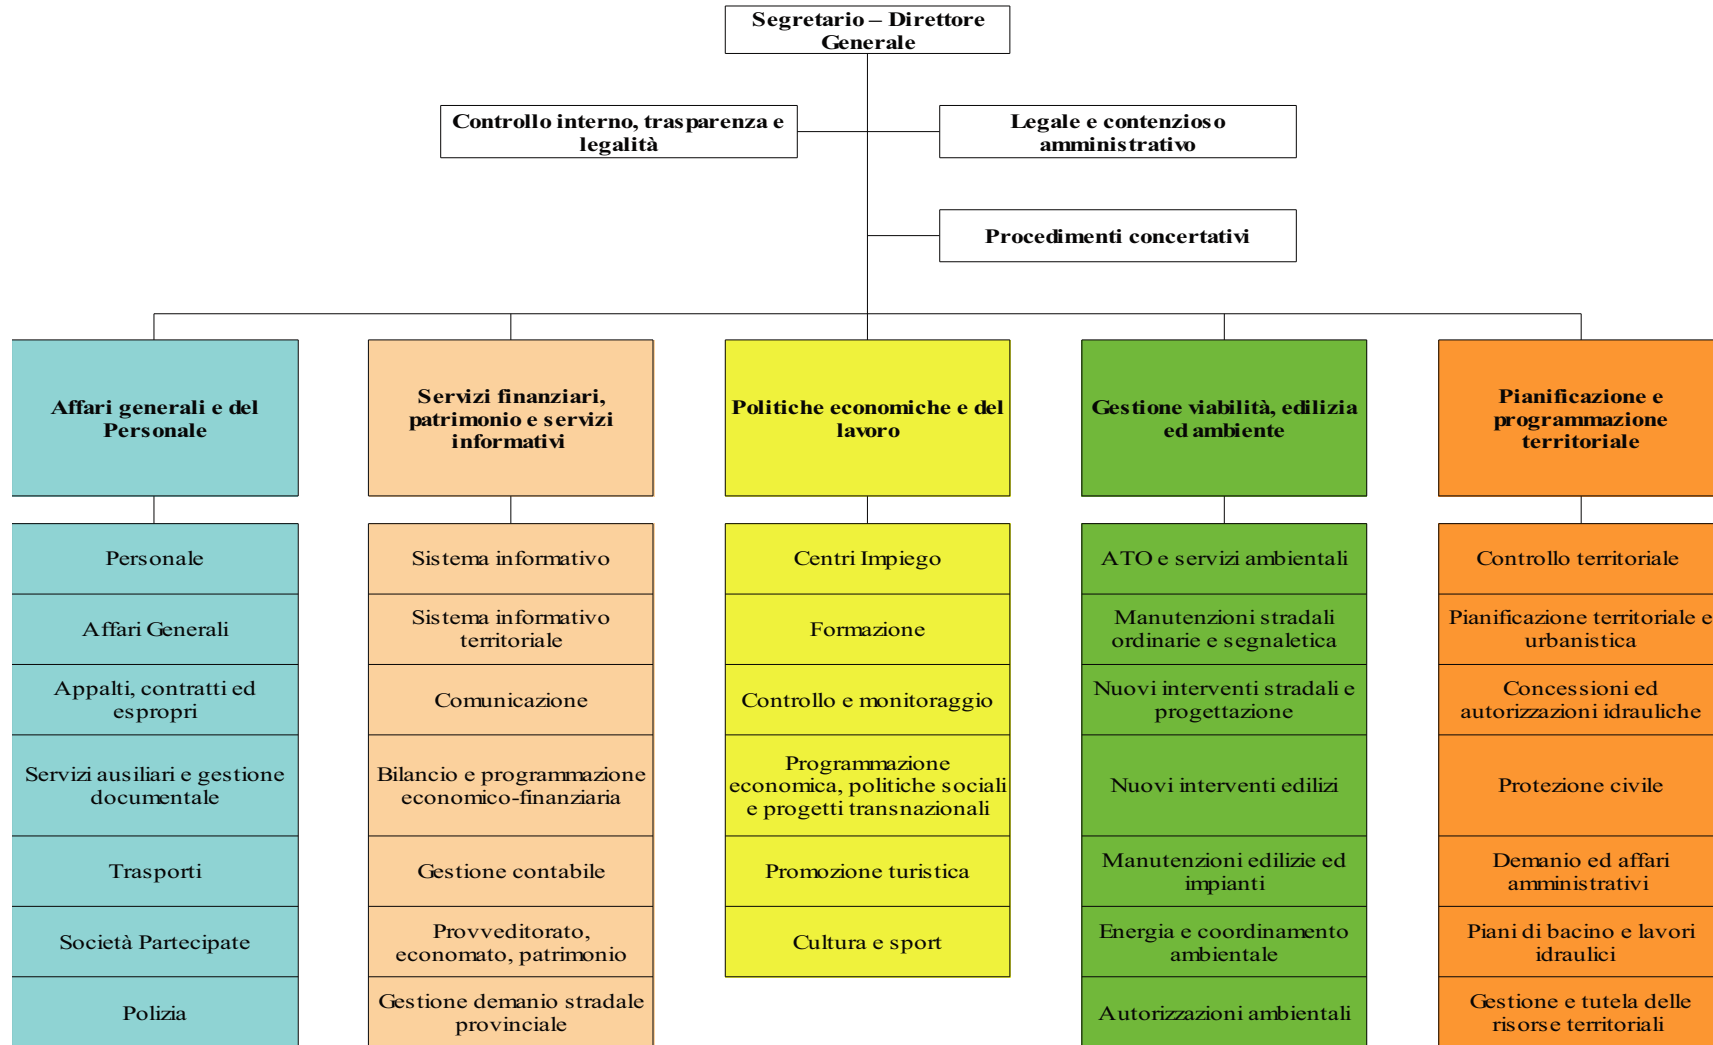 Segretario – Direttore
Generale
Controllo interno, trasparenza e
legalità
Legale e contenzioso
amministrativo
Procedimenti concertativi
Affari generali e del
Personale
Servizi finanziari,
patrimonio e servizi
informativi
Politiche economiche e del
lavoro
Gestione viabilità, edilizia
ed ambiente
Pianificazione e
programmazione
territoriale
Personale
Affari Generali
Appalti, contratti ed
espropri
Servizi ausiliari e gestione
documentale
Trasporti
Società Partecipate
Polizia
Sistema informativo
Sistema informativo
territoriale
Comunicazione
Bilancio e programmazione
economico-finanziaria
Gestione contabile
Provveditorato,
economato, patrimonio
Gestione demanio stradale
provinciale
Centri Impiego
Formazione
Controllo e monitoraggio
Programmazione
economica, politiche sociali
e progetti transnazionali
Promozione turistica
Cultura e sport
ATO e servizi ambientali
Manutenzioni stradali
ordinarie e segnaletica
Nuovi interventi stradali e
progettazione
Nuovi interventi edilizi
Manutenzioni edilizie ed
impianti
Energia e coordinamento
ambientale
Autorizzazioni ambientali
Controllo territoriale
Pianificazione territoriale e
urbanistica
Concessioni ed
autorizzazioni idrauliche
Protezione civile
Demanio ed affari
amministrativi
Piani di bacino e lavori
idraulici
Gestione e tutela delle
risorse territoriali